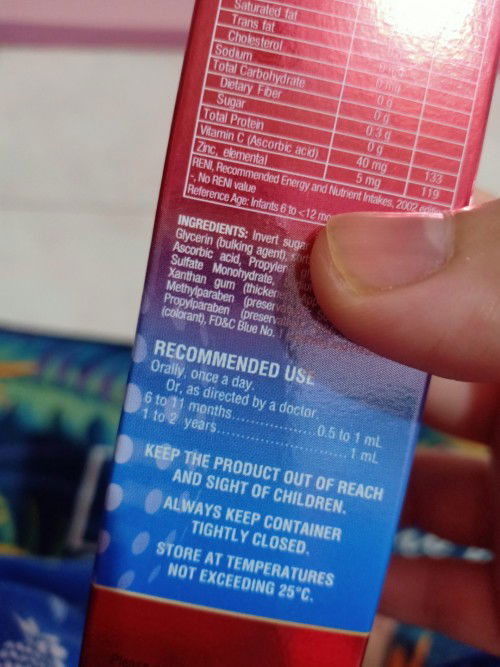 Saturated fat
Trans fat
Cholesterol
Sodium
Total Carbohydrate
Dietary Fiber 0 g
Sugar 0 g
Total Protein 0.3 g
Vitamin C (Ascorbic acid) 40 mg 133
Zinc, elemental 5 mg 119
RENI, Recommended Energy and Nutrient Intakes, 2002
-, No RENI value
Reference Age: Infants 6 to <12 mo
INGREDIENTS: Invert suga
Glycerin (bulking agent),
Ascorbic acid, Propylen
Sulfate Monohydrate,
Xanthan gum (thicken
Methylparaben (preserv
Propylparaben (preserv
(colorant), FD&C Blue No.
RECOMMENDED USE
Orally, once a day.
Or, as directed by a doctor.
6 to 11 months..................0.5 to 1 mL
1 to 2 years..........................1 mL
KEEP THE PRODUCT OUT OF REACH
AND SIGHT OF CHILDREN.
ALWAYS KEEP CONTAINER
TIGHTLY CLOSED.
STORE AT TEMPERATURES
NOT EXCEEDING 25°C.